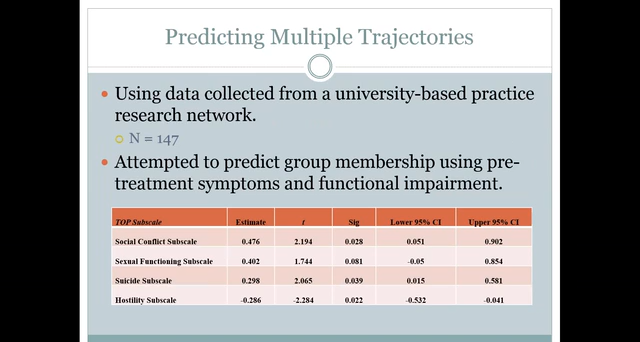 Predicting Multiple Trajectories
Using data collected from a university-based practice
research network.
N = 147
Attempted to predict group membership using pre-
treatment symptoms and functional impairment.
TOP Subscale Estimate t Sig Lower 95% CI Upper 95% CI
Social Conflict Subscale 0.476 2.194 0.028 0.051 0.902
Sexual Functioning Subscale 0.402 1.744 0.081 -0.05 0.854
Suicide Subscale 0.298 2.065 0.039 0.015 0.581
Hostility Subscale -0.286 -2.284 0.022 -0.532 -0.041